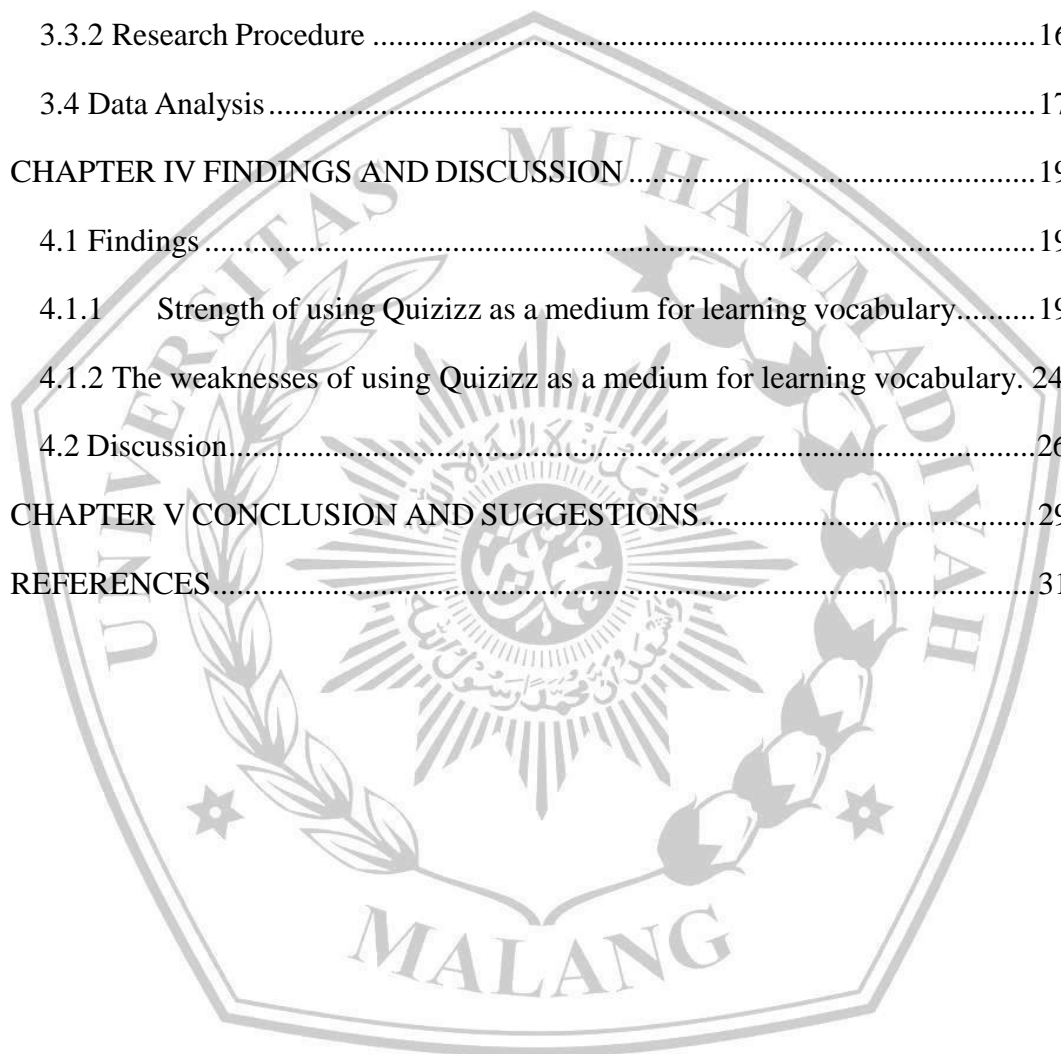 3.3.2 Research Procedure ................................................................................... 16
3.4 Data Analysis ................................................................................................ 17
CHAPTER IV FINDINGS AND DISCUSSION .................................................. 19
4.1 Findings ........................................................................................................ 19
4.1.1 Strength of using Quizizz as a medium for learning vocabulary.......... 19
4.1.2 The weaknesses of using Quizizz as a medium for learning vocabulary. 24
4.2 Discussion..................................................................................................... 26
CHAPTER V CONCLUSION AND SUGGESTIONS......................................... 29
REFERENCES...................................................................................................... 31
UNIVERSITAS MUHAMMADIYAH
MALANG